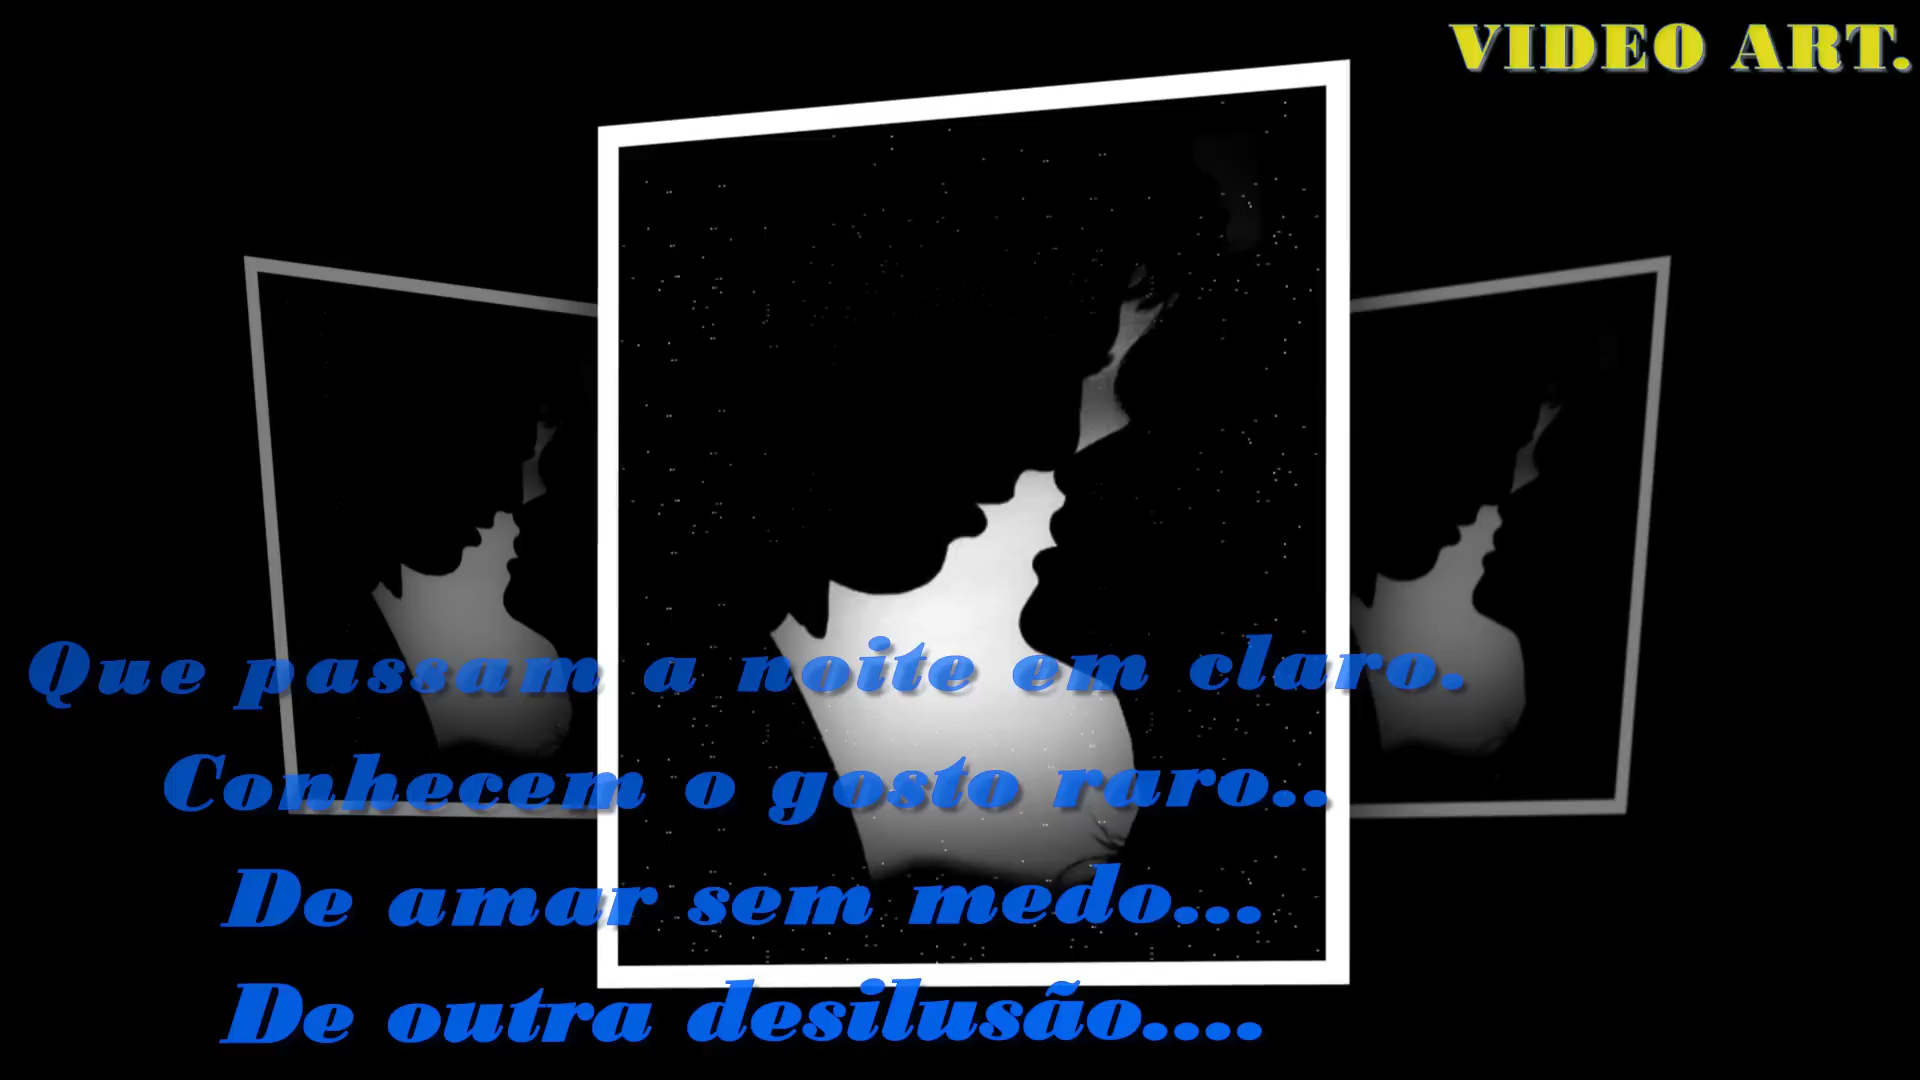 VIDEO ART.
Que passam a noite em claro.
Conhecem o gosto raro..
De amar sem medo...
De outra desilusão....